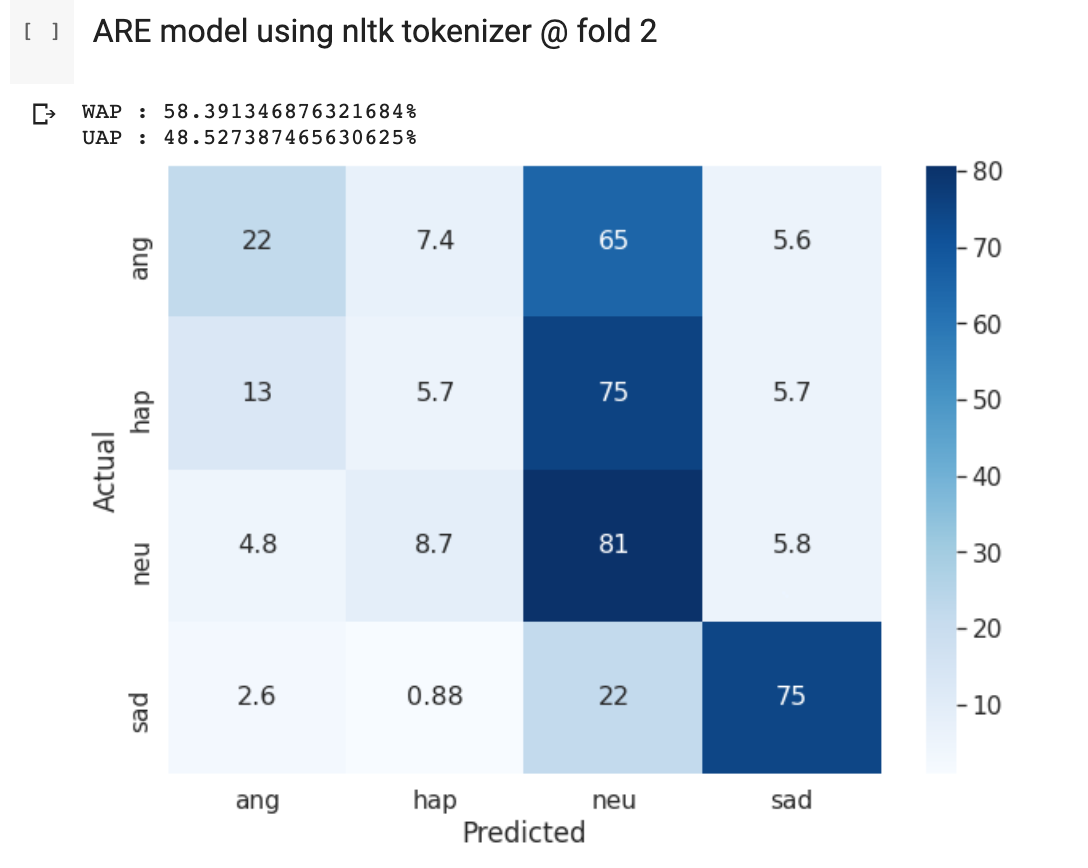 [ ] ARE model using nltk tokenizer @ fold 2
WAP : 58.391346876321684%
UAP : 48.527387465630625%
ang 22 7.4 65 5.6
hap 13 5.7 75 5.7
neu 4.8 8.7 81 5.8
sad 2.6 0.88 22 75
Actual
ang hap neu sad
Predicted
80
70
60
50
40
30
20
10